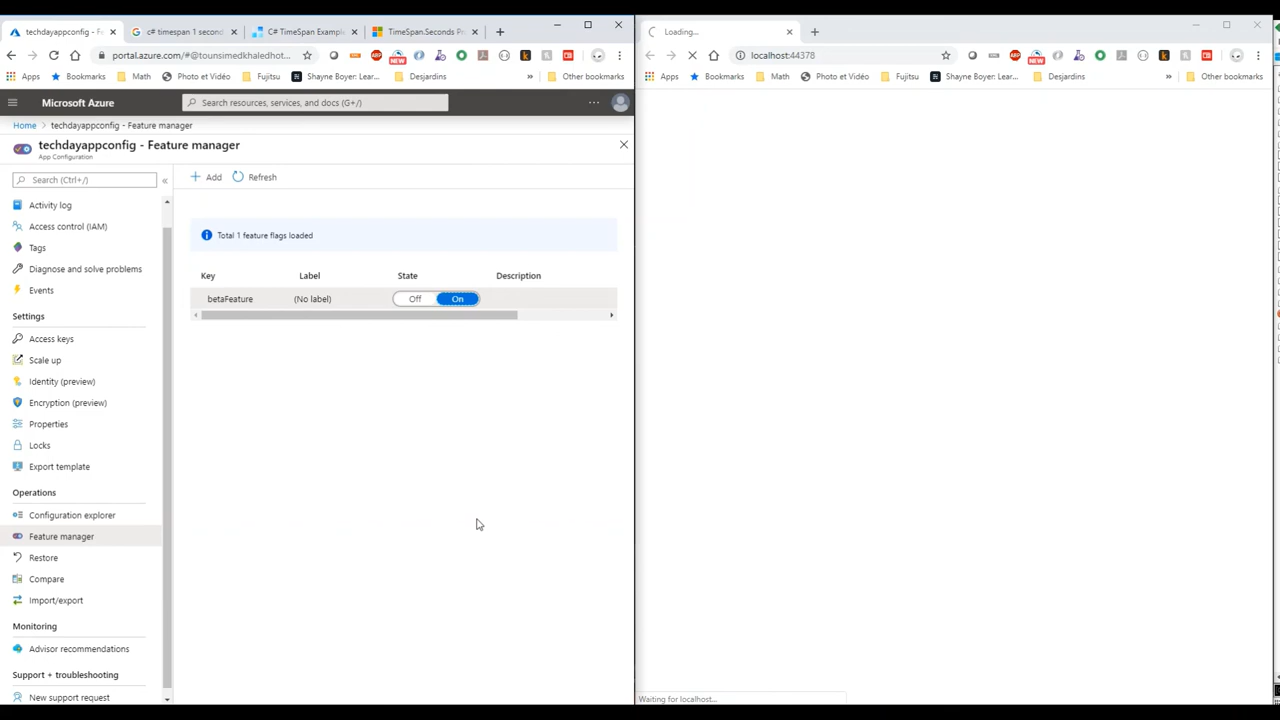 techdayappconfig - F
c# timespan 1 second
C# TimeSpan Example
TimeSpan.Seconds Pr
portal.azure.com/#@tounsimedkhaledhot...
Apps
Bookmarks
Math
Photo et Vidéo
Fujitsu
Shayne Boyer: Lear...
Desjardins
»
Other bookmarks
Microsoft Azure
Search resources, services, and docs (G+/)
...
Home > techdayappconfig - Feature manager
techdayappconfig - Feature manager
App Configuration
Search (Ctrl+/)
«
Activity log
Access control (IAM)
Tags
Diagnose and solve problems
Events
Settings
Access keys
Scale up
Identity (preview)
Encryption (preview)
Properties
Locks
Export template
Operations
Configuration explorer
Feature manager
Restore
Compare
Import/export
Monitoring
Advisor recommendations
Support + troubleshooting
New support request
Add
Refresh
Total 1 feature flags loaded
Key Label State Description
betaFeature (No label) Off On
Loading...
localhost:44378
Apps
Bookmarks
Math
Photo et Vidéo
Fujitsu
Shayne Boyer: Lear...
Desjardins
»
Other bookmarks
Waiting for localhost...